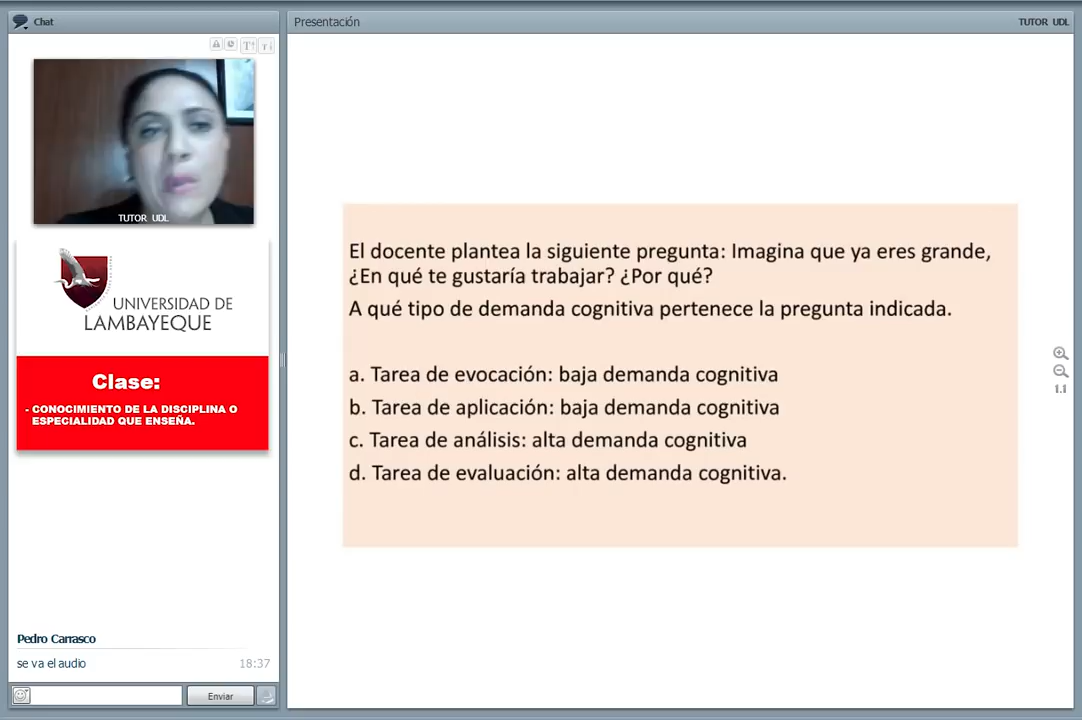 Chat
Presentación
TUTOR UDL
TUTOR UDL
UNIVERSIDAD DE
LAMBAYEQUE
Clase:
- CONOCIMIENTO DE LA DISCIPLINA O
ESPECIALIDAD QUE ENSEÑA.
El docente plantea la siguiente pregunta: Imagina que ya eres grande,
¿En qué te gustaría trabajar? ¿Por qué?
A qué tipo de demanda cognitiva pertenece la pregunta indicada.
a. Tarea de evocación: baja demanda cognitiva
b. Tarea de aplicación: baja demanda cognitiva
c. Tarea de análisis: alta demanda cognitiva
d. Tarea de evaluación: alta demanda cognitiva.
1.1
Pedro Carrasco
se va el audio 18:37
Enviar